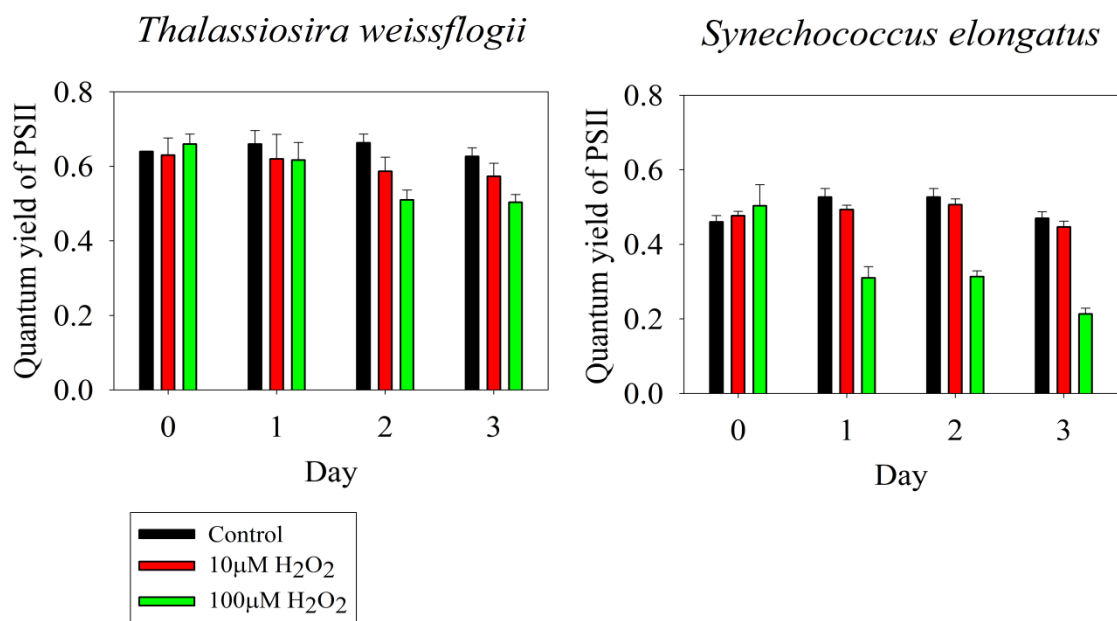 Thalassiosira weissflogii
Quantum yield of PSII
0.8
0.6
0.4
0.2
0.0
0 1 2 3
Day
Synechococcus elongatus
Quantum yield of PSII
0.8
0.6
0.4
0.2
0.0
0 1 2 3
Day
Control
10μM H₂O₂
100μM H₂O₂